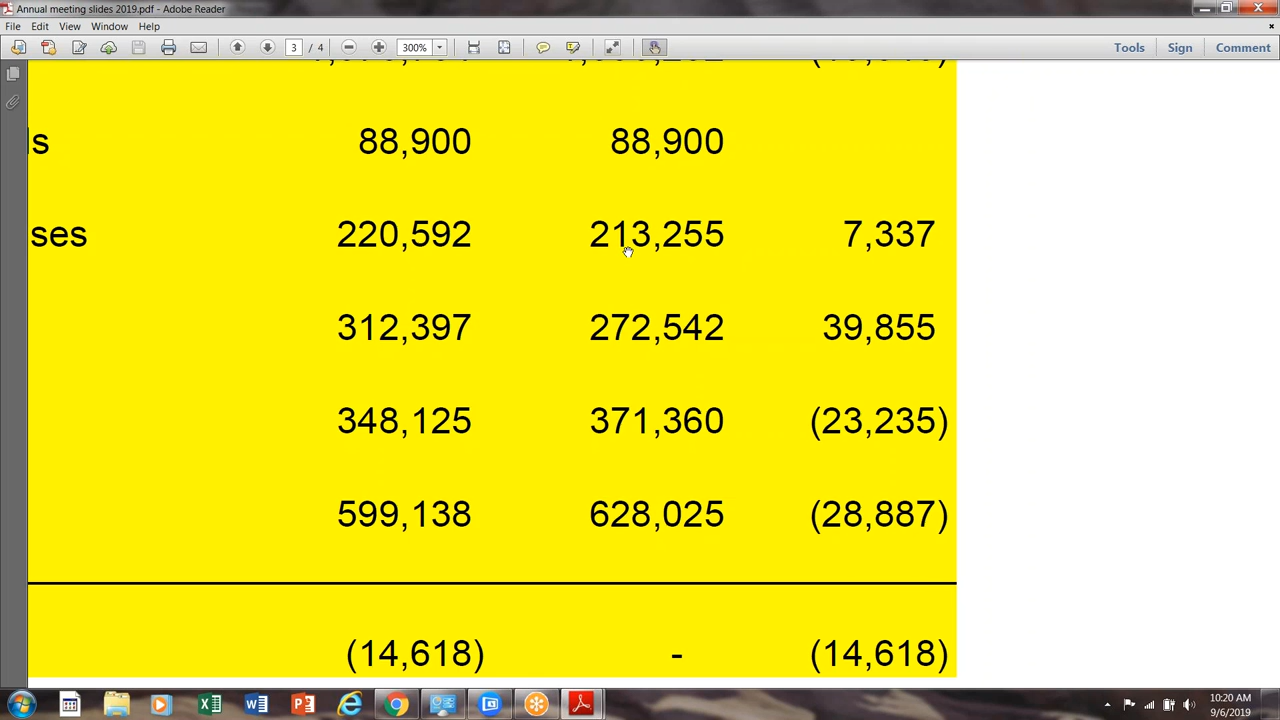 Annual meeting slides 2019.pdf - Adobe Reader
File Edit View Window Help
3 / 4 300% Tools Sign Comment
ls 88,900 88,900
ses 220,592 213,255 7,337
312,397 272,542 39,855
348,125 371,360 (23,235)
599,138 628,025 (28,887)
(14,618) - (14,618)
10:20 AM
9/6/2019